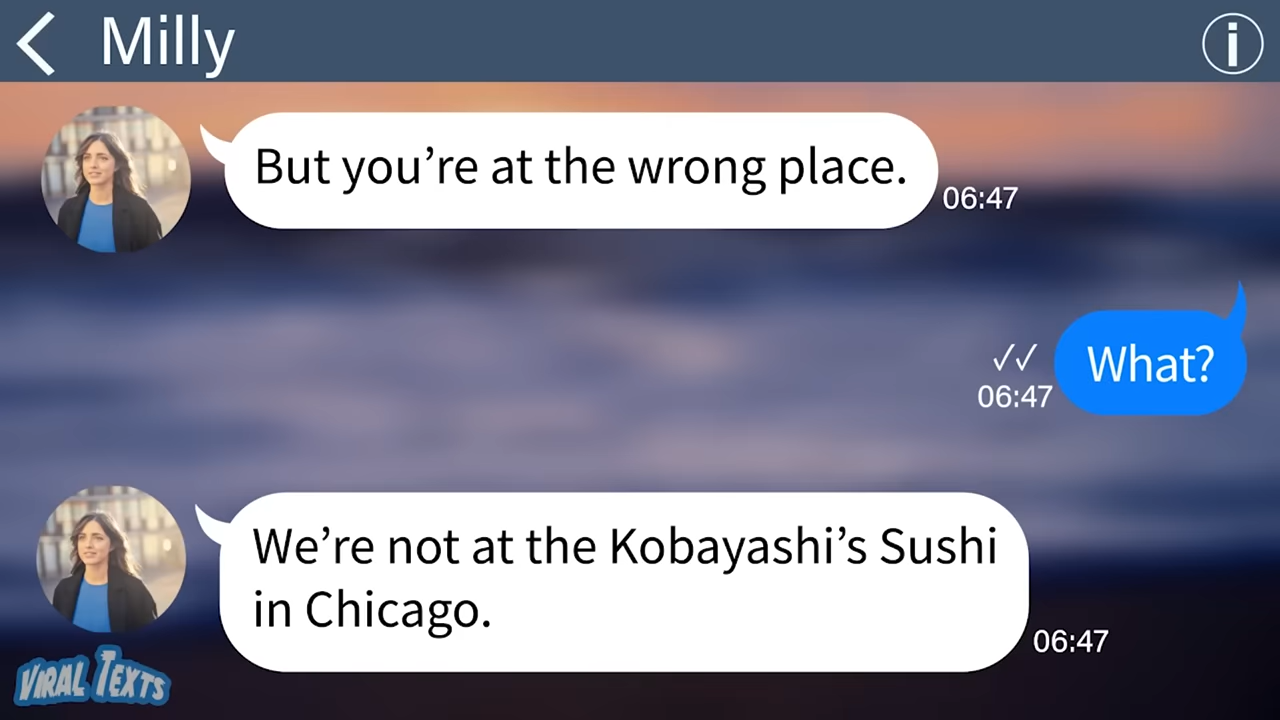 Milly
i
But you’re at the wrong place.
06:47
What?
✓✓
06:47
We’re not at the Kobayashi’s Sushi
in Chicago.
06:47
VIRAL TEXTS